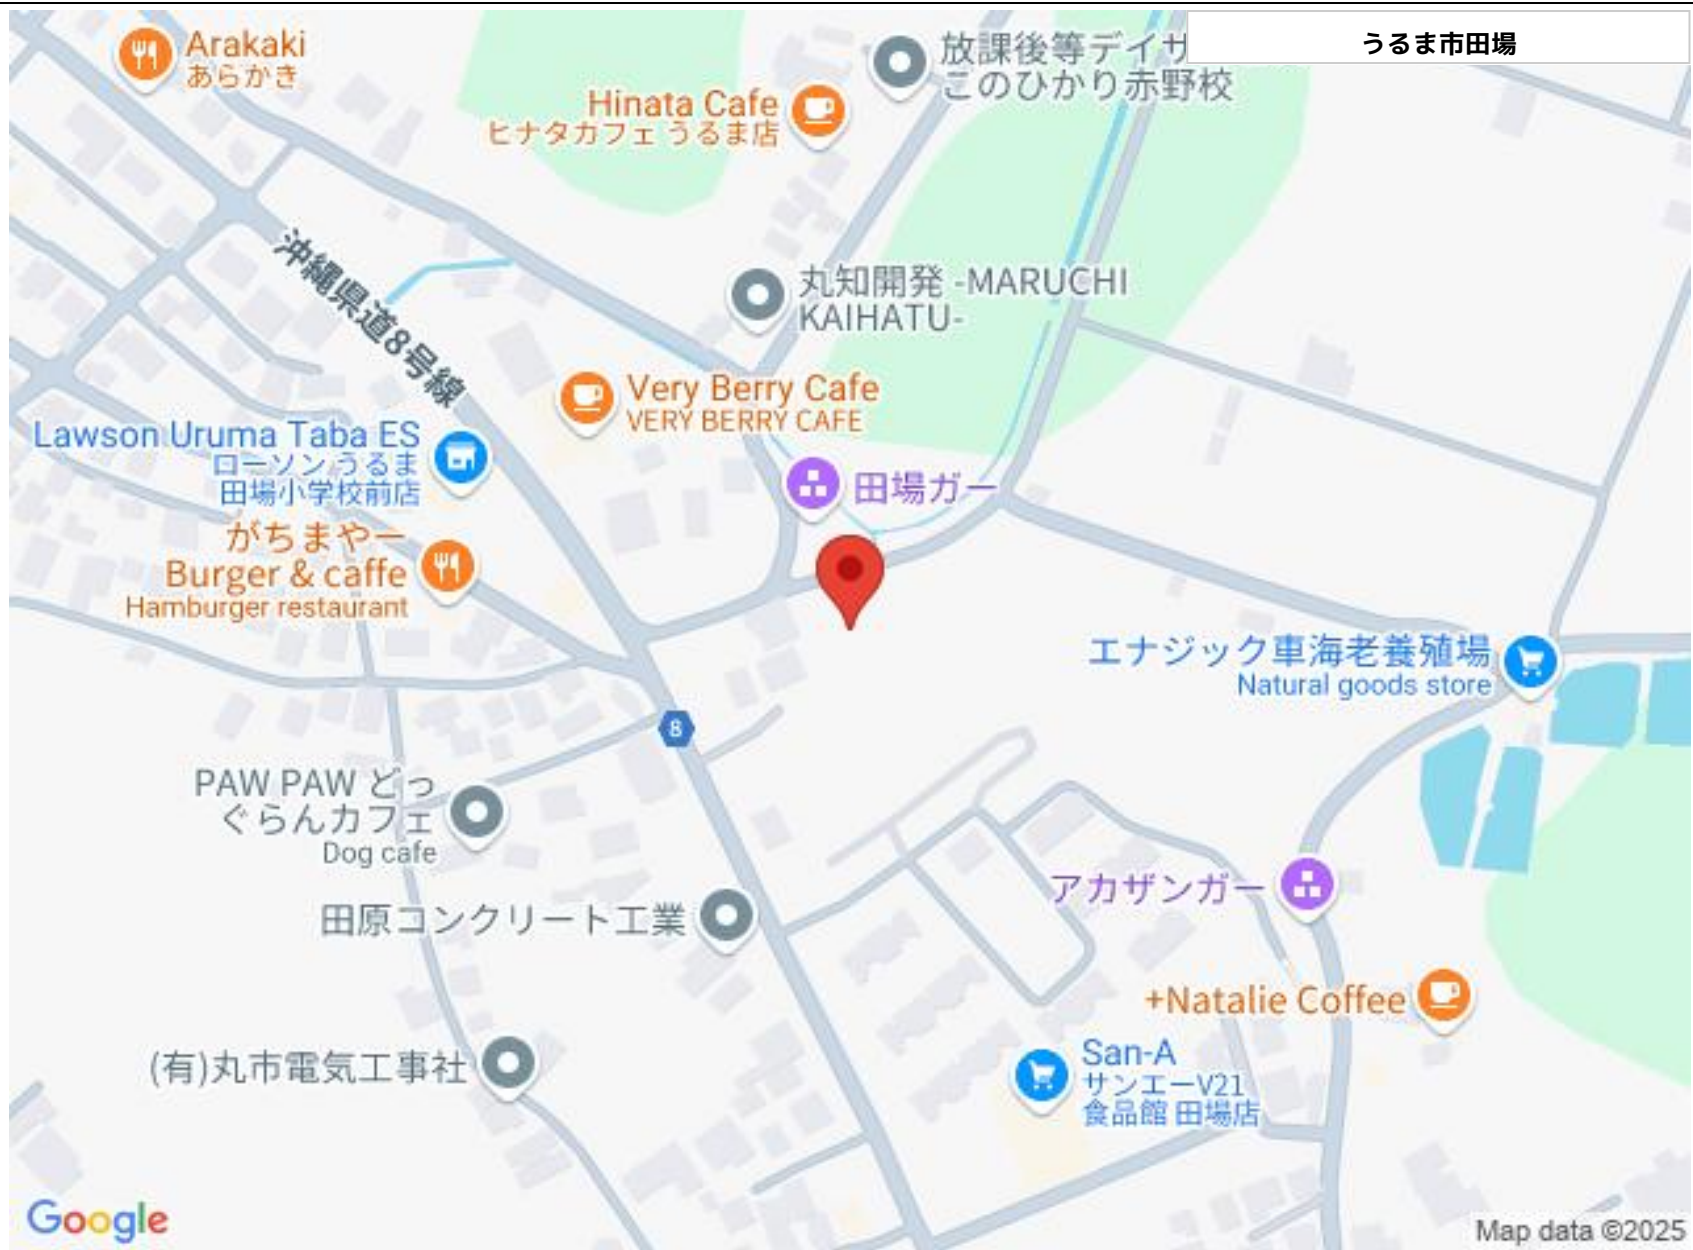 うるま市田場
Arakaki
あらかき
放課後等デイサ
このひかり赤野校
Hinata Cafe
ヒナタカフェ うるま店
沖縄県道8号線
丸知開発 -MARUCHI
KAIHATU-
Very Berry Cafe
VERY BERRY CAFE
Lawson Uruma Taba ES
ローソン うるま
田場小学校前店
田場ガー
がちまやー
Burger & caffe
Hamburger restaurant
エナジック車海老養殖場
Natural goods store
8
PAW PAW どっ
ぐらんカフェ
Dog cafe
アカザンガー
田原コンクリート工業
+Natalie Coffee
(有)丸市電気工事社
San-A
サンエーV21
食品館 田場店
Google
Map data ©2025